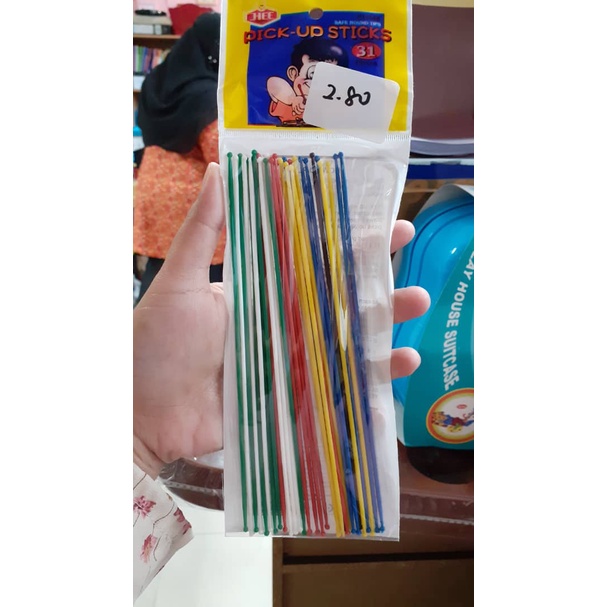 HEE
SAFE ROUND TIPS
PICK-UP STICKS
31
2.80
PLAY HOUSE SUITCASE